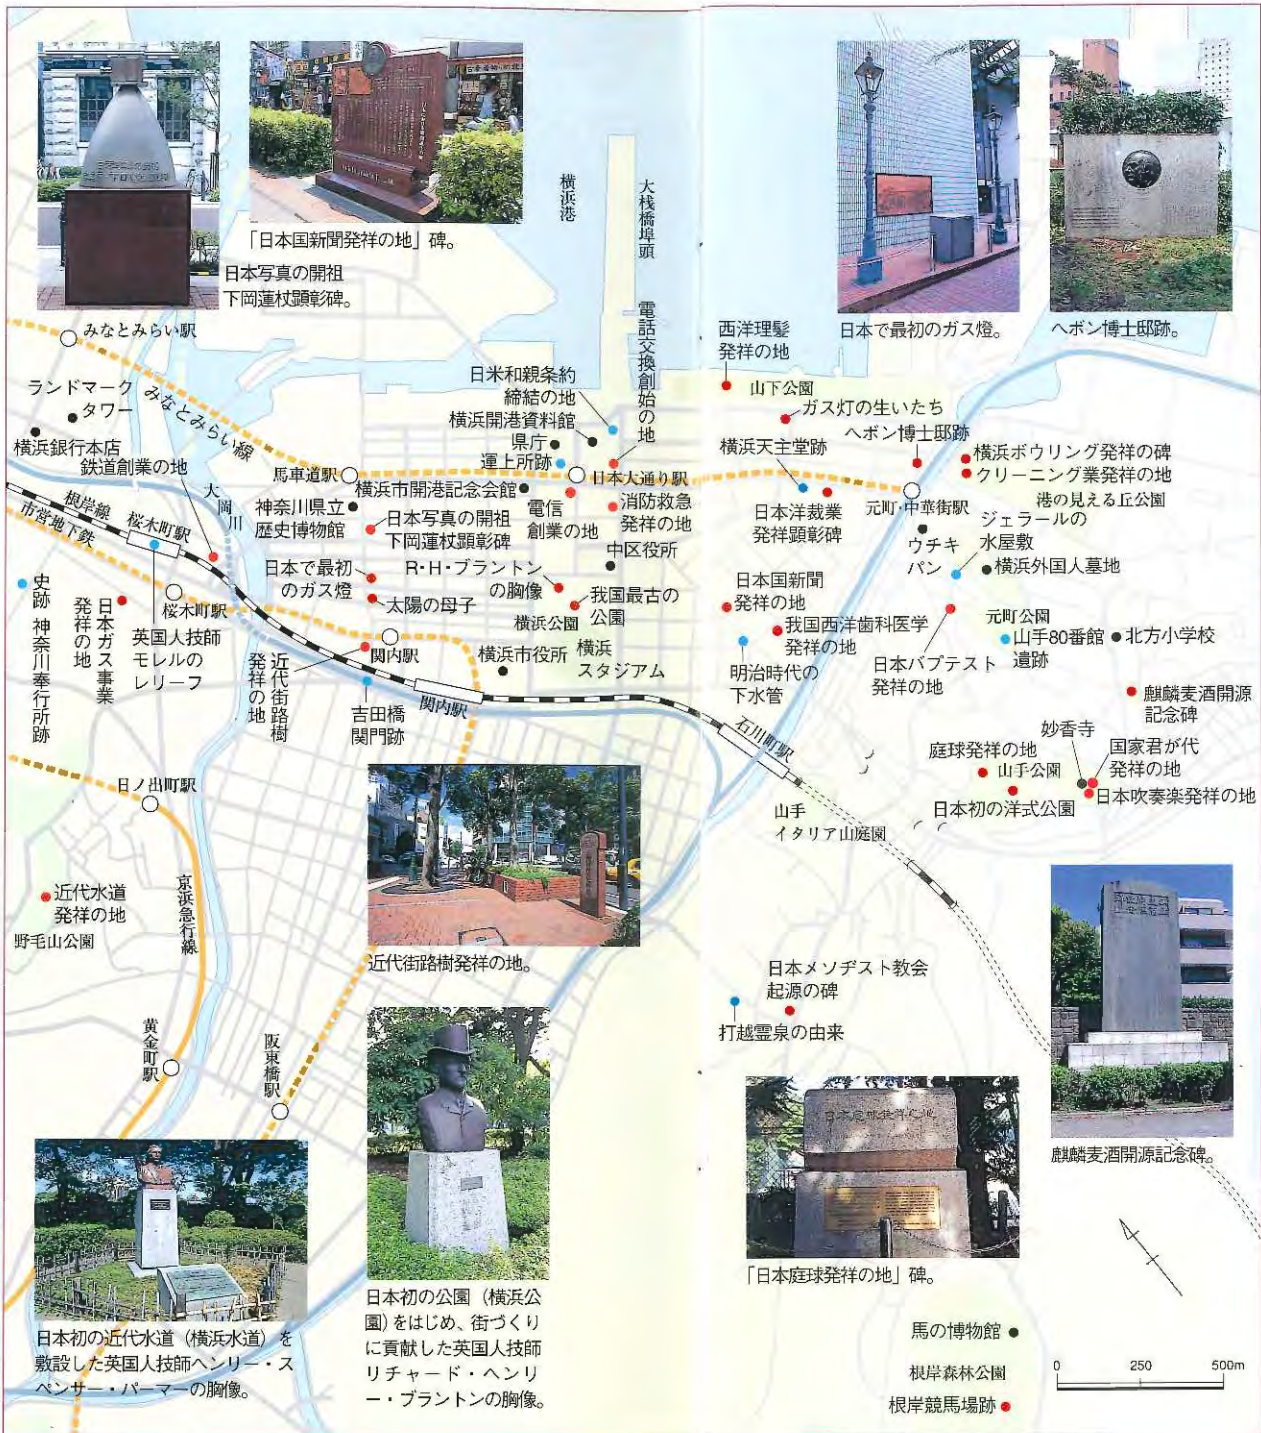 「日本国新聞発祥の地」碑。
日本写真の開祖
下岡蓮杖顕彰碑。
横浜港
大桟橋埠頭
日本で最初のガス燈。
ヘボン博士邸跡。
みなとみらい駅
ランドマーク
タワー
みなとみらい線
横浜銀行本店
鉄道創業の地
大岡川
馬車道駅
日米和親条約
締結の地
横浜開港資料館
県庁
運上所跡
電話交換創始の地
日本大通り駅
横浜市開港記念会館
神奈川県立
歴史博物館
日本写真の開祖
下岡蓮杖顕彰碑
電信
創業の地
消防救急
発祥の地
中区役所
西洋理髪
発祥の地
山下公園
ガス灯の生いたち
ヘボン博士邸跡
横浜天主堂跡
日本洋裁業
発祥顕彰碑
元町・中華街駅
横浜ボウリング発祥の碑
クリーニング業発祥の地
港の見える丘公園
ジェラールの
水屋敷
ウチキ
パン
横浜外国人墓地
根岸線
市営地下鉄
桜木町駅
桜木町駅
史跡 神奈川奉行所跡
日本ガス事業
発祥の地
英国人技師
モレルの
レリーフ
日本で最初
のガス燈
太陽の母子
R・H・ブラントン
の胸像
横浜公園
我国最古の
公園
近代街路樹
発祥の地
関内駅
吉田橋
関門跡
関内駅
横浜市役所
横浜
スタジアム
日本国新聞
発祥の地
我国西洋歯科医学
発祥の地
明治時代の
下水管
日本バプテスト
発祥の地
元町公園
山手80番館
遺跡
北方小学校
麒麟麦酒開源
記念碑
妙香寺
国家君が代
発祥の地
日本吹奏楽発祥の地
庭球発祥の地
山手公園
日本初の洋式公園
石川町駅
山手
イタリア山庭園
日ノ出町駅
京浜急行線
近代水道
発祥の地
野毛山公園
黄金町駅
阪東橋駅
近代街路樹発祥の地。
日本メソヂスト教会
起源の碑
打越霊泉の由来
麒麟麦酒開源記念碑。
日本庭球発祥之地
「日本庭球発祥の地」碑。
日本初の近代水道（横浜水道）を
敷設した英国人技師ヘンリー・ス
ペンサー・パーマーの胸像。
日本初の公園（横浜公
園）をはじめ、街づくり
に貢献した英国人技師
リチャード・ヘンリ
ー・ブラントンの胸像。
馬の博物館
根岸森林公園
根岸競馬場跡
0 250 500m